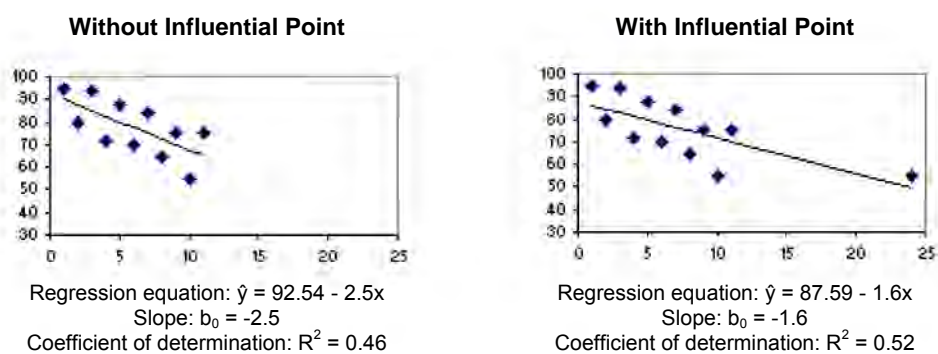 Without Influential Point
100
90
80
70
60
50
40
30
0 5 10 15 20 25
Regression equation: ŷ = 92.54 - 2.5x
Slope: b₀ = -2.5
Coefficient of determination: R² = 0.46
With Influential Point
100
90
80
70
60
50
40
30
0 5 10 15 20 25
Regression equation: ŷ = 87.59 - 1.6x
Slope: b₀ = -1.6
Coefficient of determination: R² = 0.52